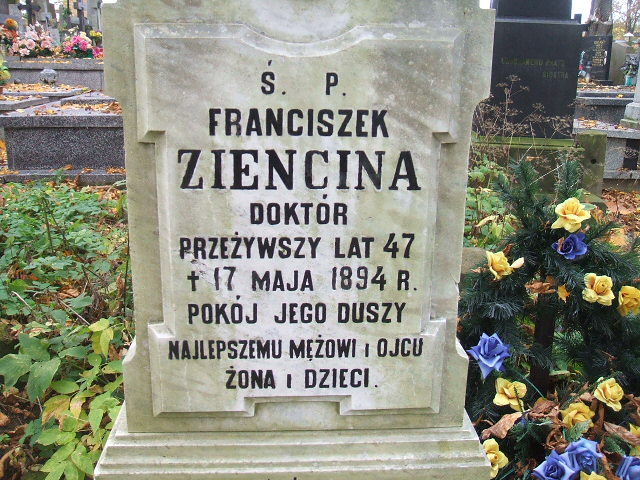 Ś. P.
FRANCISZEK
ZIENCINA
DOKTÓR
PRZEŻYWSZY LAT 47
† 17 MAJA 1894 R.
POKÓJ JEGO DUSZY
NAJLEPSZEMU MĘŻOWI I OJCU
ŻONA I DZIECI.